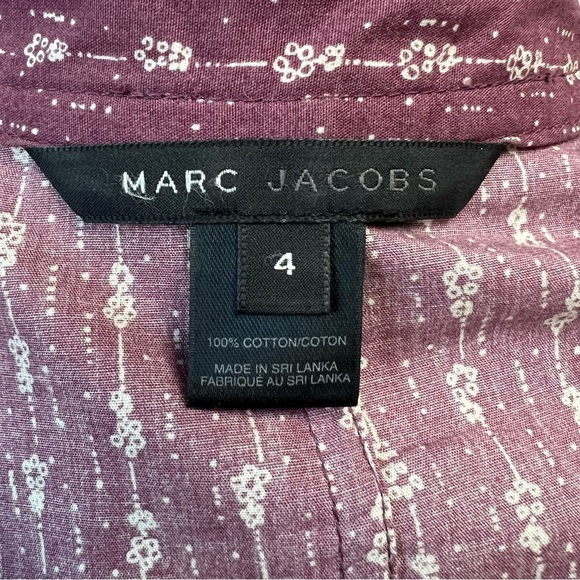 MARC JACOBS
4
100% COTTON/COTON
MADE IN SRI LANKA
FABRIQUÉ AU SRI LANKA